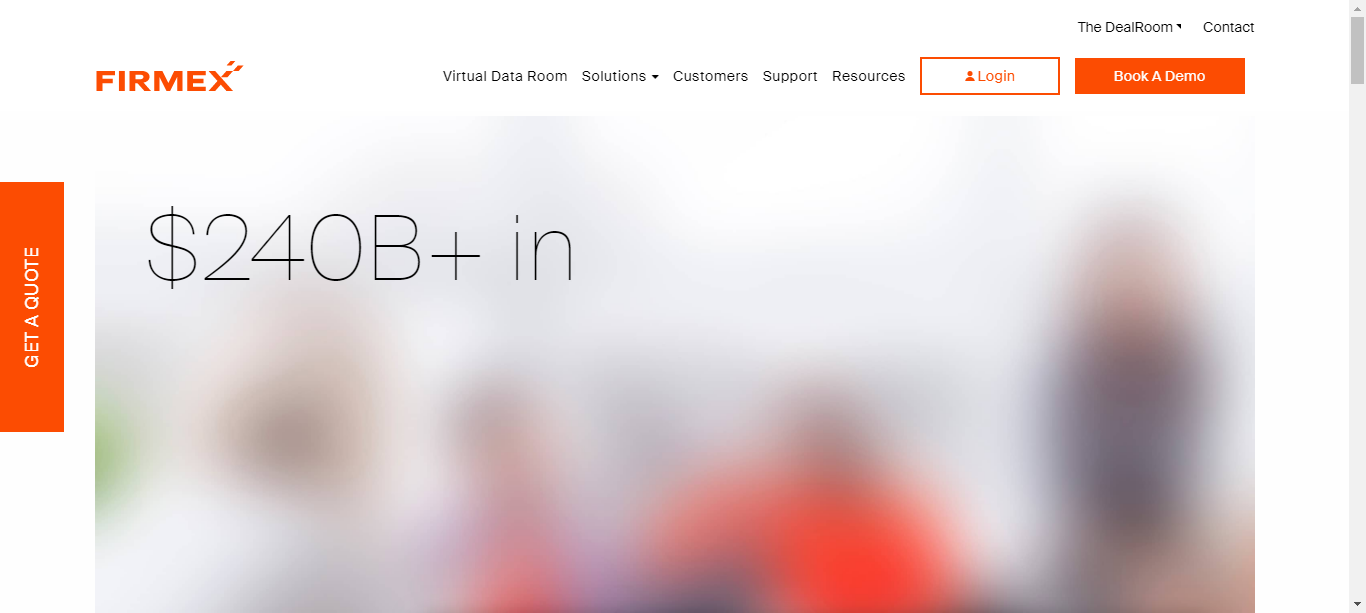 The DealRoom
Contact
FIRMEX
Virtual Data Room
Solutions
Customers
Support
Resources
Login
Book A Demo
GET A QUOTE
$240B+ in